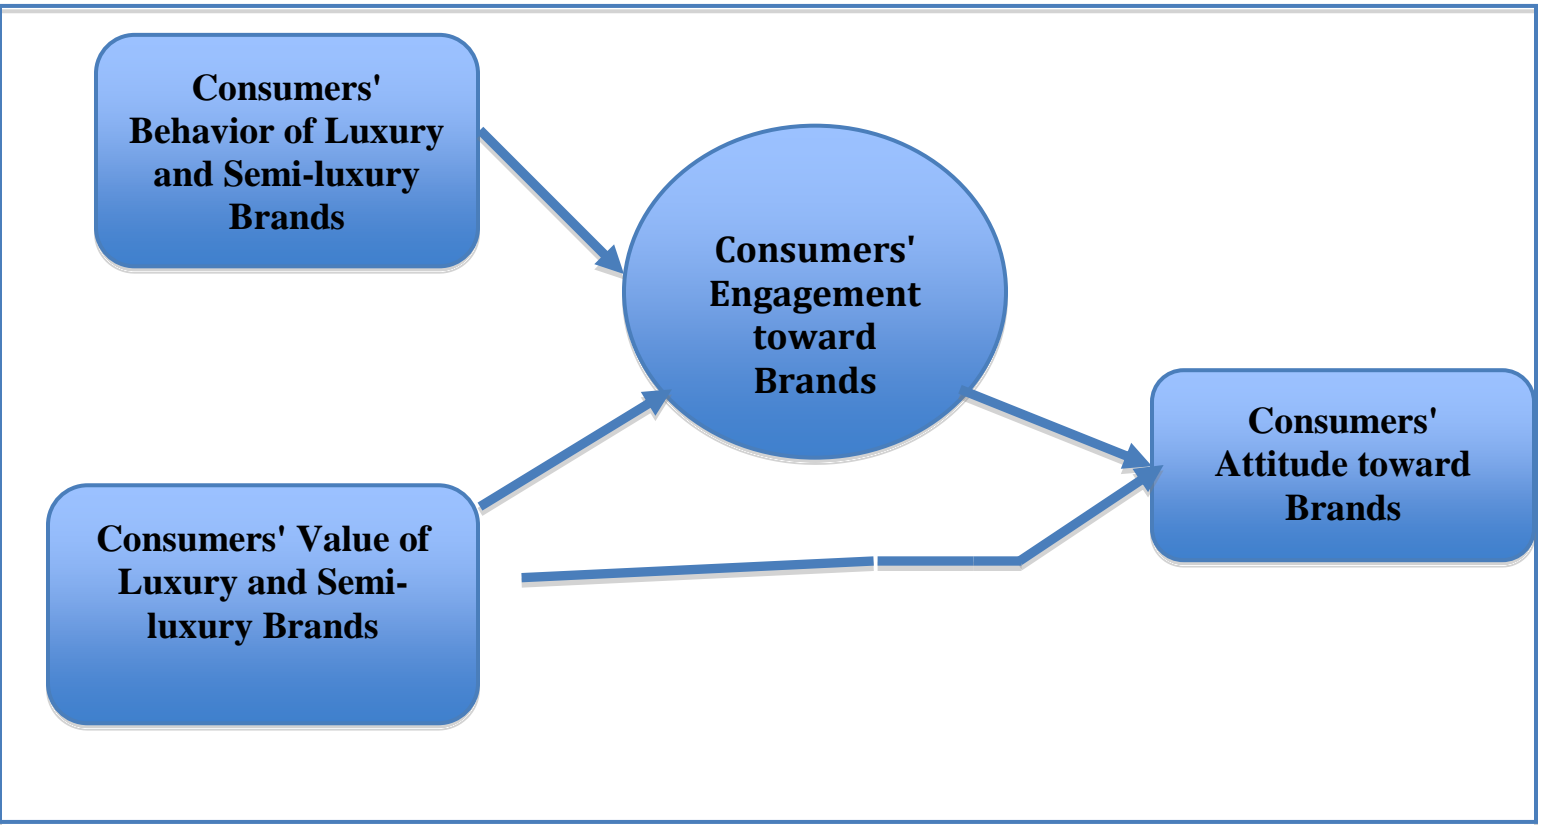 Consumers'
Behavior of Luxury
and Semi-luxury
Brands
Consumers'
Engagement
toward
Brands
Consumers'
Attitude toward
Brands
Consumers' Value of
Luxury and Semi-
luxury Brands